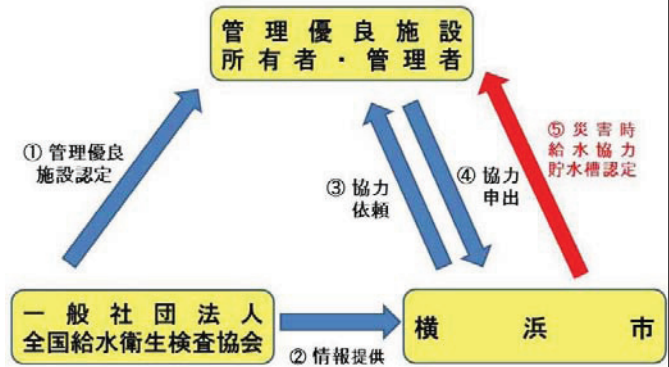 管理優良施設
所有者・管理者
① 管理優良
施設認定
③ 協力
依頼
④ 協力
申出
⑤ 災害時
給水協力
貯水槽認定
一般社団法人
全国給水衛生検査協会
② 情報提供
横浜市